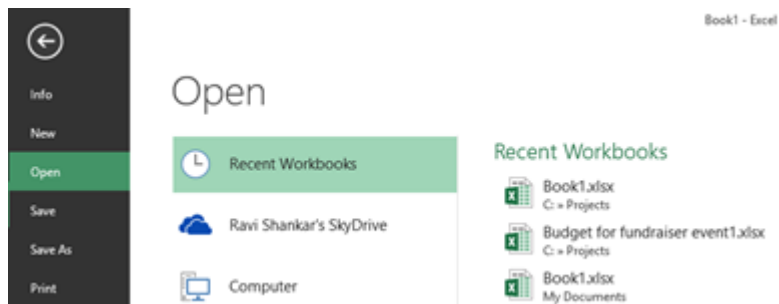 Book1 - Excel
Info
New
Open
Save
Save As
Print
Open
Recent Workbooks
Ravi Shankar's SkyDrive
Computer
Recent Workbooks
Book1.xlsx
C: » Projects
Budget for fundraiser event1.xlsx
C: » Projects
Book1.xlsx
My Documents